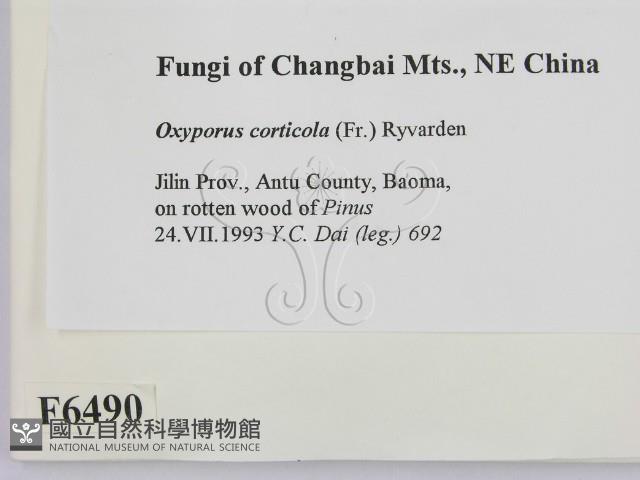 Fungi of Changbai Mts., NE China
Oxyporus corticola (Fr.) Ryvarden
Jilin Prov., Antu County, Baoma,
on rotten wood of Pinus
24.VII.1993 Y.C. Dai (leg.) 692
F6490
國立自然科學博物館
NATIONAL MUSEUM OF NATURAL SCIENCE